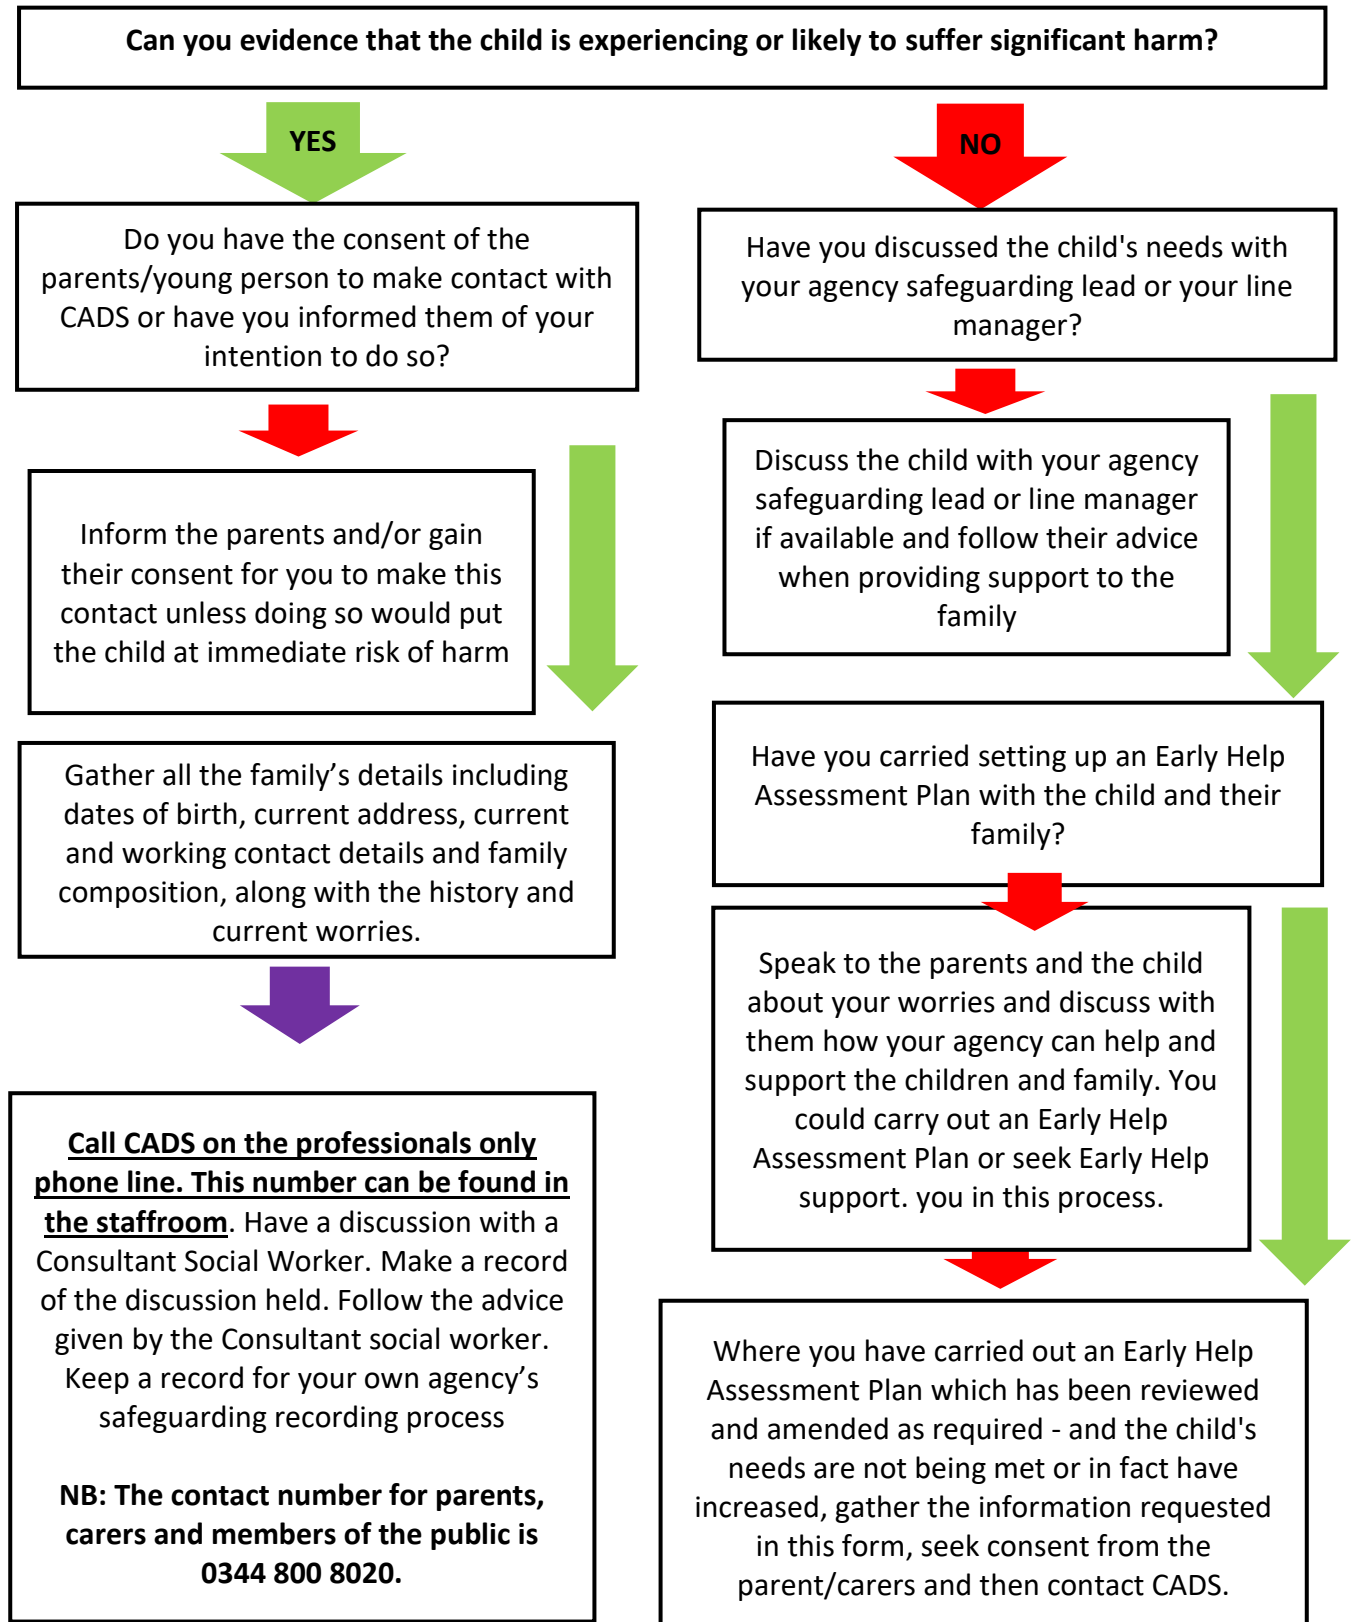 Can you evidence that the child is experiencing or likely to suffer significant harm?
YES
NO
Do you have the consent of the
parents/young person to make contact with
CADS or have you informed them of your
intention to do so?
Inform the parents and/or gain
their consent for you to make this
contact unless doing so would put
the child at immediate risk of harm
Gather all the family’s details including
dates of birth, current address, current
and working contact details and family
composition, along with the history and
current worries.
Call CADS on the professionals only
phone line. This number can be found in
the staffroom. Have a discussion with a
Consultant Social Worker. Make a record
of the discussion held. Follow the advice
given by the Consultant social worker.
Keep a record for your own agency’s
safeguarding recording process
NB: The contact number for parents,
carers and members of the public is
0344 800 8020.
Have you discussed the child's needs with
your agency safeguarding lead or your line
manager?
Discuss the child with your agency
safeguarding lead or line manager
if available and follow their advice
when providing support to the
family
Have you carried setting up an Early Help
Assessment Plan with the child and their
family?
Speak to the parents and the child
about your worries and discuss with
them how your agency can help and
support the children and family. You
could carry out an Early Help
Assessment Plan or seek Early Help
support. you in this process.
Where you have carried out an Early Help
Assessment Plan which has been reviewed
and amended as required - and the child's
needs are not being met or in fact have
increased, gather the information requested
in this form, seek consent from the
parent/carers and then contact CADS.